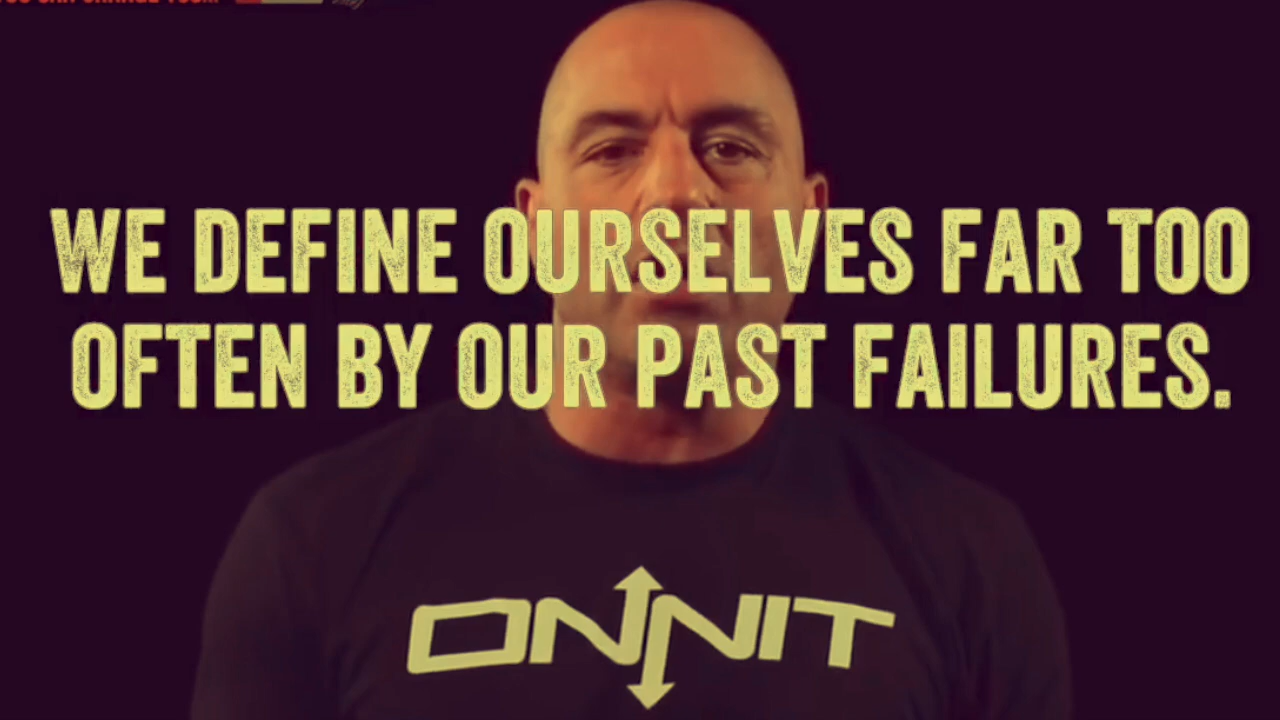 WE DEFINE OURSELVES FAR TOO
OFTEN BY OUR PAST FAILURES.
ONNIT